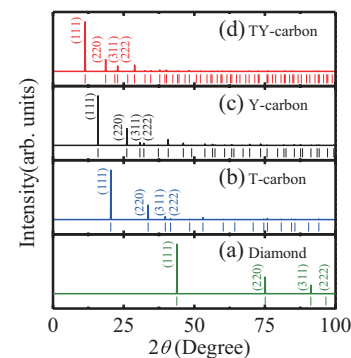 (d) TY-carbon
(111)
(220)
(311)
(222)
(c) Y-carbon
(111)
(220)
(311)
(222)
(b) T-carbon
(111)
(220)
(311)
(222)
(a) Diamond
(111)
(220)
(311)
(222)
Intensity(arb. units)
0 25 50 75 100
2θ(Degree)